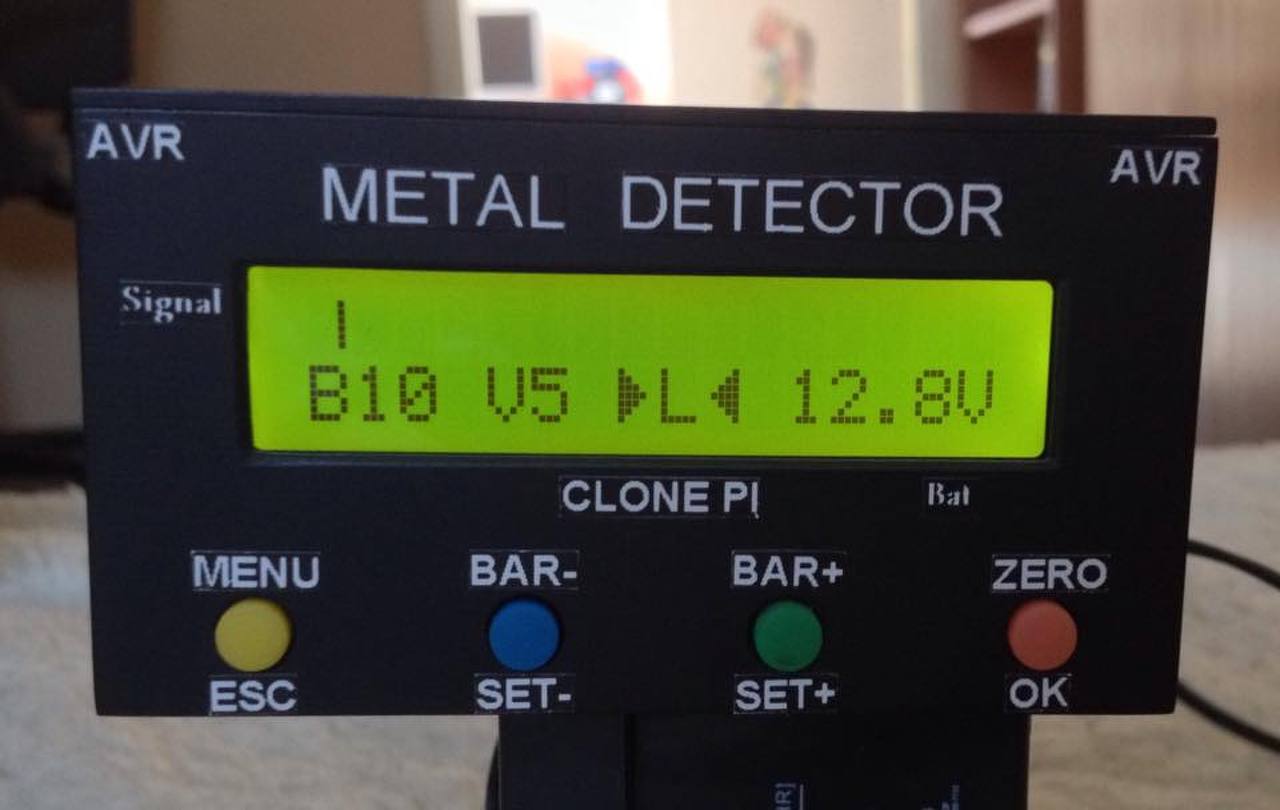 AVR AVR
METAL DETECTOR
Signal
B10 V5 ▶L◀ 12.8V
CLONE PI Bat
MENU BAR- BAR+ ZERO
ESC SET- SET+ OK